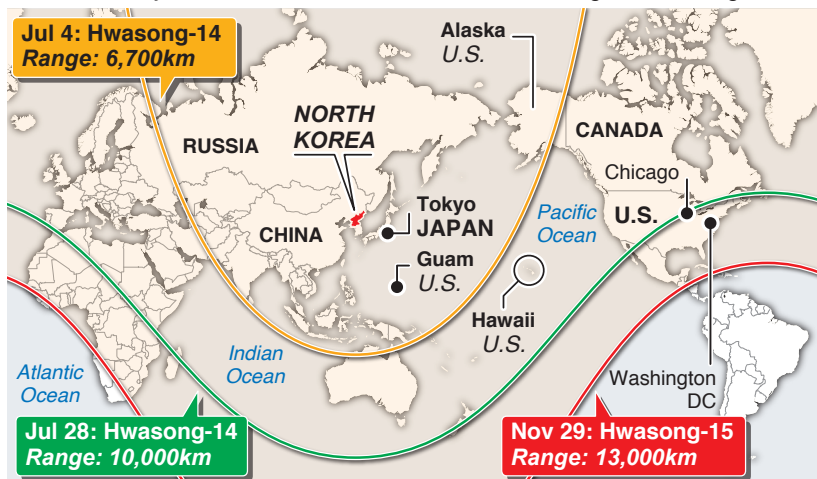 Jul 4: Hwasong-14
Range: 6,700km
Alaska
U.S.
NORTH
KOREA
RUSSIA
CANADA
Chicago
Tokyo
JAPAN
CHINA
Pacific
Ocean
U.S.
Guam
U.S.
Hawaii
U.S.
Indian
Ocean
Atlantic
Ocean
Washington
DC
Jul 28: Hwasong-14
Range: 10,000km
Nov 29: Hwasong-15
Range: 13,000km